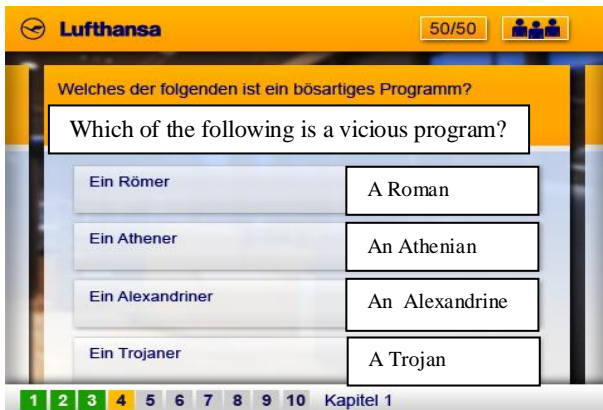 Lufthansa
50/50
Welches der folgenden ist ein bösartiges Programm?
Which of the following is a vicious program?
Ein Römer
A Roman
Ein Athener
An Athenian
Ein Alexandriner
An Alexandrine
Ein Trojaner
A Trojan
1 2 3 4 5 6 7 8 9 10 Kapitel 1